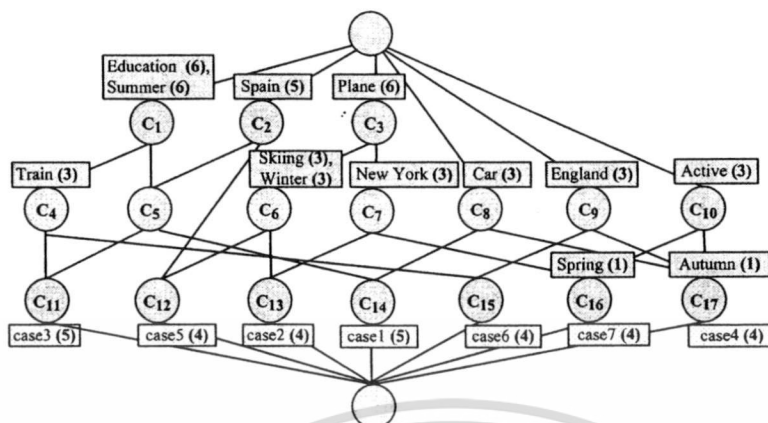 Education (6),
Summer (6)
Spain (5)
Plane (6)
C1
C2
C3
Train (3)
Skiing (3),
Winter (3)
New York (3)
Car (3)
England (3)
Active (3)
C4
C5
C6
C7
C8
C9
C10
Spring (1)
Autumn (1)
C11
C12
C13
C14
C15
C16
C17
case3 (5)
case5 (4)
case2 (4)
case1 (5)
case6 (4)
case7 (4)
case4 (4)